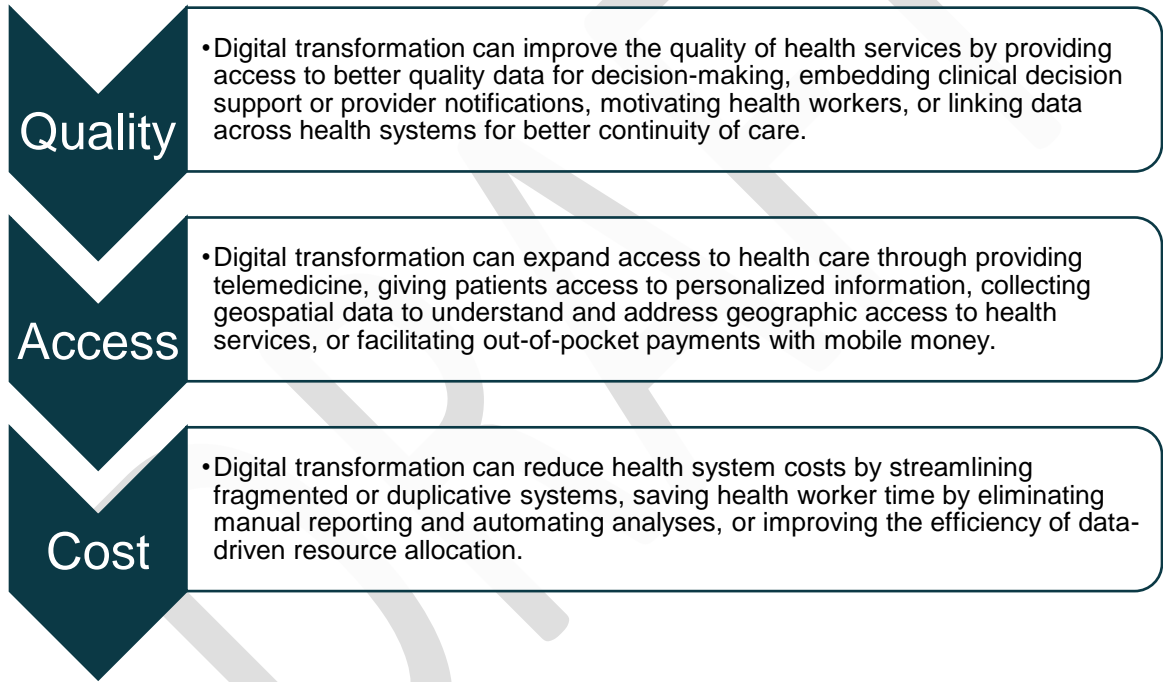 Quality
•Digital transformation can improve the quality of health services by providing
access to better quality data for decision-making, embedding clinical decision
support or provider notifications, motivating health workers, or linking data
across health systems for better continuity of care.
Access
•Digital transformation can expand access to health care through providing
telemedicine, giving patients access to personalized information, collecting
geospatial data to understand and address geographic access to health
services, or facilitating out-of-pocket payments with mobile money.
Cost
•Digital transformation can reduce health system costs by streamlining
fragmented or duplicative systems, saving health worker time by eliminating
manual reporting and automating analyses, or improving the efficiency of data-
driven resource allocation.
DRAFT